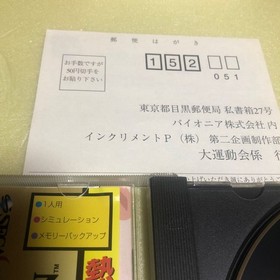 郵便はがき
お手数ですが
50円切手を
お貼り下さい
152
051
東京都目黒郵便局 私書箱27号
パイオニア株式会社内
インクリメントP（株） 第二企画制作部
大運動会係 行
1人用
シミュレーション
メモリーバックアップ
熱